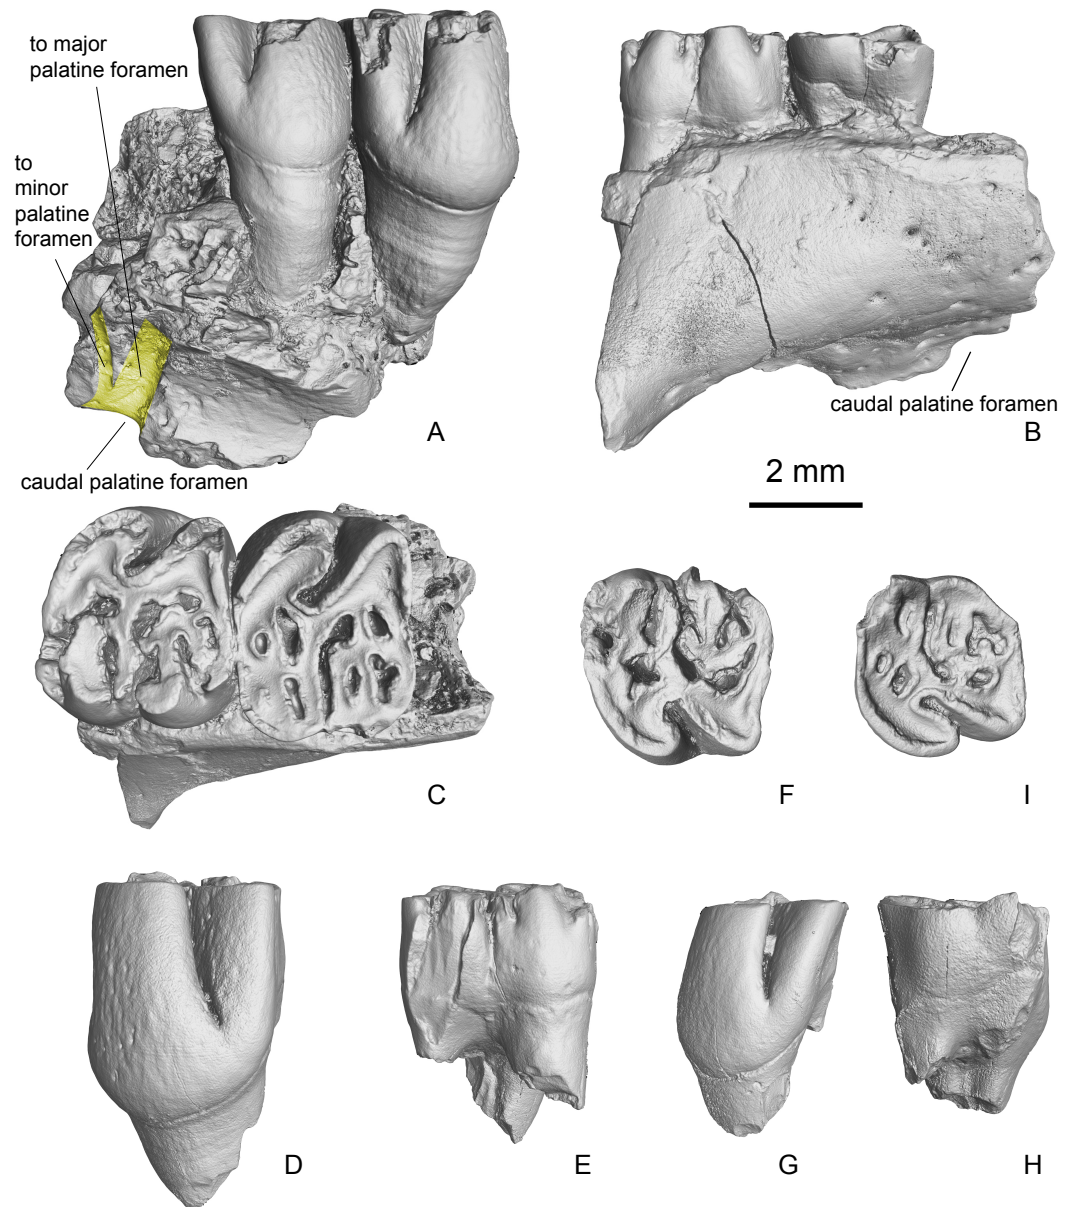 to major
palatine foramen
to
minor
palatine
foramen
caudal palatine foramen
A
caudal palatine foramen
B
2 mm
C
F
I
D
E
G
H